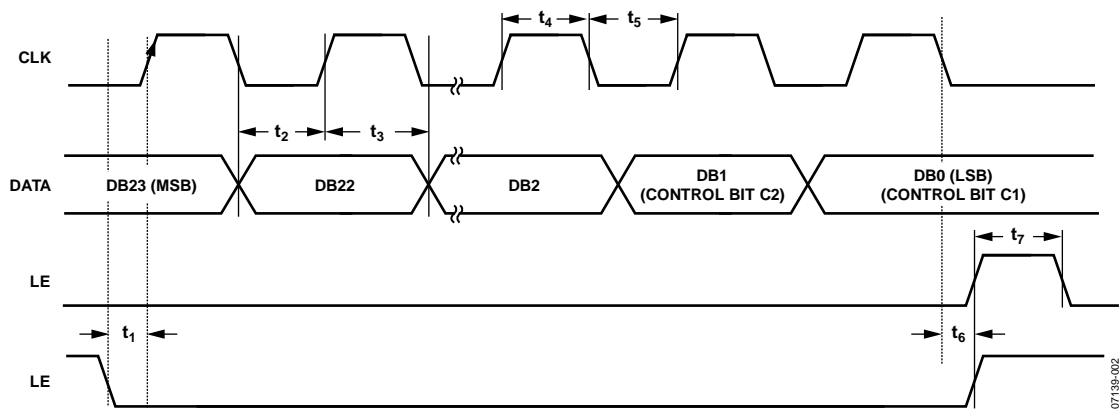 CLK
t4
t5
t2
t3
DATA
DB23 (MSB)
DB22
DB2
DB1
(CONTROL BIT C2)
DB0 (LSB)
(CONTROL BIT C1)
t7
LE
t1
t6
LE
07139-002